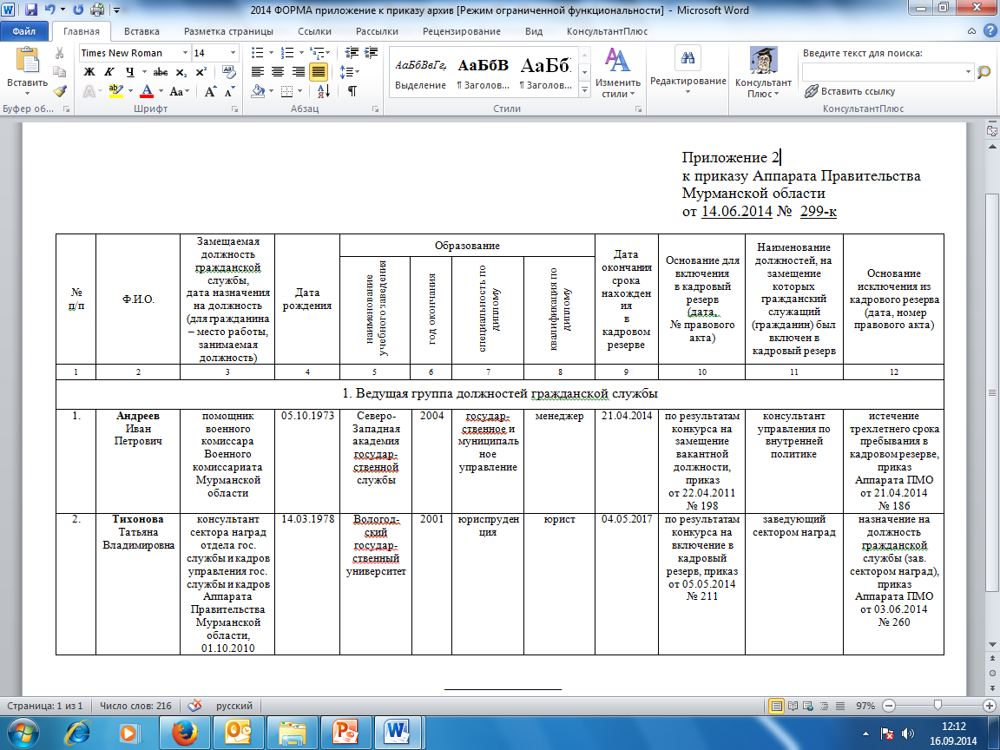 2014 ФОРМА приложение к приказу архив [Режим ограниченной функциональности] - Microsoft Word
Файл Главная Вставка Разметка страницы Ссылки Рассылки Рецензирование Вид КонсультантПлюс
Вставить
Буфер об...
Times New Roman 14
Ж К Ч abc x₂ x²
A ab A Aa A A
Шрифт
Абзац
АаБбВвГг, АаБбВ АаБб:
Выделение ¶ Заголов... ¶ Заголов...
Изменить
стили
Стили
Редактирование
Консультант
Плюс
Введите текст для поиска:
Вставить ссылку
КонсультантПлюс
Приложение 2
к приказу Аппарата Правительства
Мурманской области
от 14.06.2014 № 299-к
№
п/п
Ф.И.О.
Замещаемая
должность
гражданской
службы,
дата назначения
на должность
(для гражданина
– место работы,
занимаемая
должность)
Дата
рождения
Образование
наименование
учебного заведения
год окончания
специальность по
диплому
квалификация по
диплому
Дата
окончания
срока
нахожден
ия
в
кадровом
резерве
Основание для
включения
в кадровый
резерв
(дата,
№ правового
акта)
Наименование
должностей, на
замещение
которых
гражданский
служащий
(гражданин) был
включен в
кадровый резерв
Основание
исключения из
кадрового резерва
(дата, номер
правового акта)
1 2 3 4 5 6 7 8 9 10 11 12
1. Ведущая группа должностей гражданской службы
1.
Андреев
Иван
Петрович
помощник
военного
комиссара
Военного
комиссариата
Мурманской
области
05.10.1973
Северо-
Западная
академия
государ-
ственной
службы
2004
государ-
ственное и
муниципаль
ное
управление
менеджер
21.04.2014
по результатам
конкурса на
замещение
вакантной
должности,
приказ
от 22.04.2011
№ 198
консультант
управления по
внутренней
политике
истечение
трехлетнего срока
пребывания в
кадровом резерве,
приказ
Аппарата ПМО
от 21.04.2014
№ 186
2.
Тихонова
Татьяна
Владимировна
консультант
сектора наград
отдела гос.
службы и кадров
управления гос.
службы и кадров
Аппарата
Правительства
Мурманской
области,
01.10.2010
14.03.1978
Вологод-
ский
государ-
ственный
университет
2001
юриспруден
ция
юрист
04.05.2017
по результатам
конкурса на
включение в
кадровый
резерв, приказ
от 05.05.2014
№ 211
заведующий
сектором наград
назначение на
должность
гражданской
службы (зав.
сектором наград),
приказ
Аппарата ПМО
от 03.06.2014
№ 260
Страница: 1 из 1 Число слов: 216 русский 97%
12:12
16.09.2014